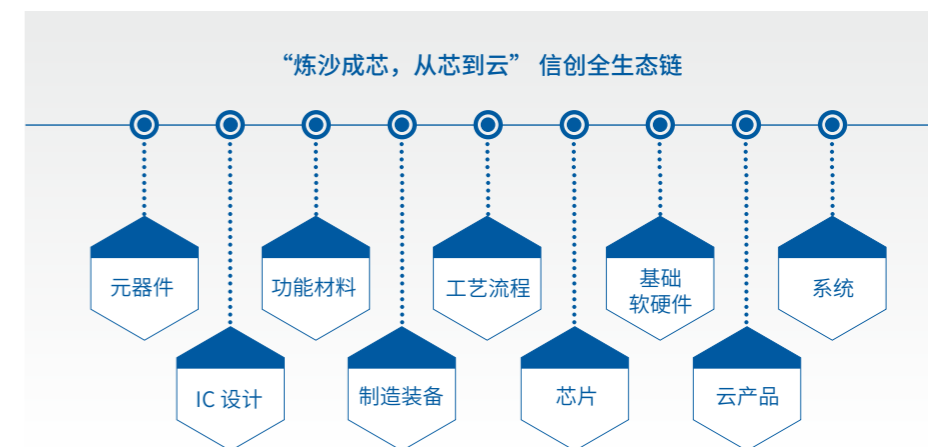 “炼沙成芯，从芯到云” 信创全生态链
元器件
IC 设计
功能材料
制造装备
工艺流程
芯片
基础
软硬件
云产品
系统